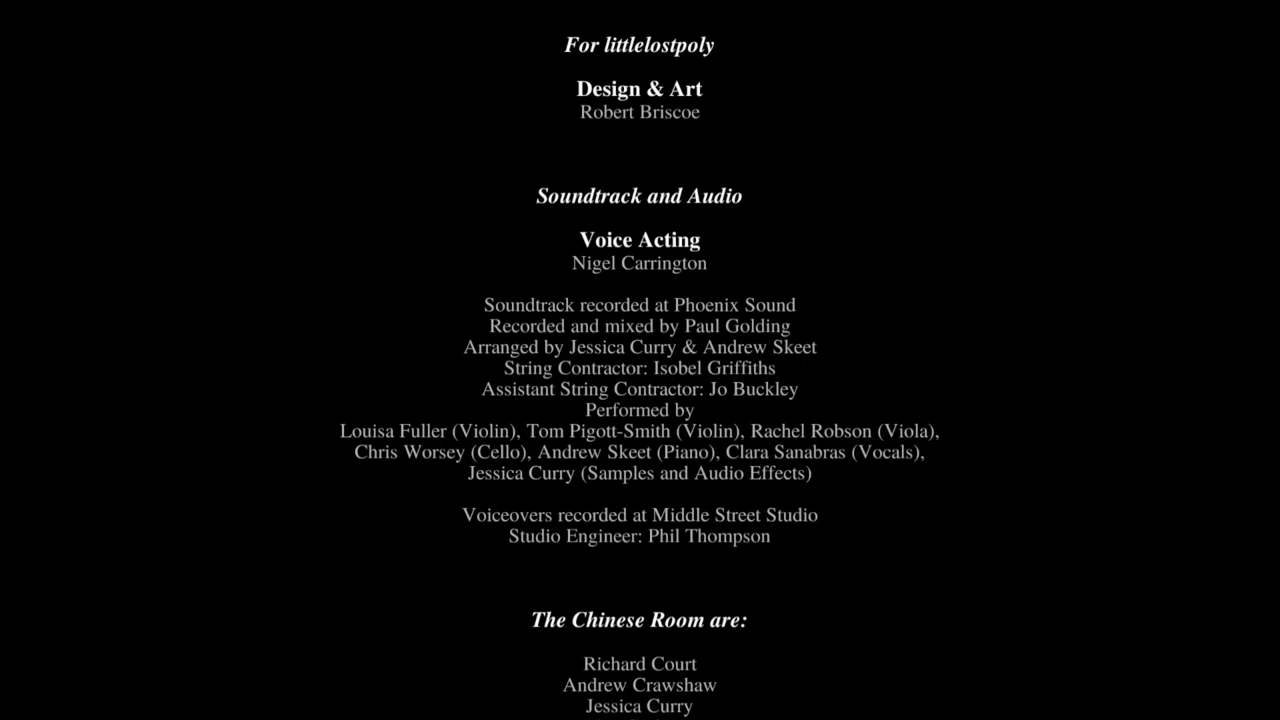 For littlelostpoly
Design & Art
Robert Briscoe
Soundtrack and Audio
Voice Acting
Nigel Carrington
Soundtrack recorded at Phoenix Sound
Recorded and mixed by Paul Golding
Arranged by Jessica Curry & Andrew Skeet
String Contractor: Isobel Griffiths
Assistant String Contractor: Jo Buckley
Performed by
Louisa Fuller (Violin), Tom Pigott-Smith (Violin), Rachel Robson (Viola),
Chris Worsey (Cello), Andrew Skeet (Piano), Clara Sanabras (Vocals),
Jessica Curry (Samples and Audio Effects)
Voiceovers recorded at Middle Street Studio
Studio Engineer: Phil Thompson
The Chinese Room are:
Richard Court
Andrew Crawshaw
Jessica Curry